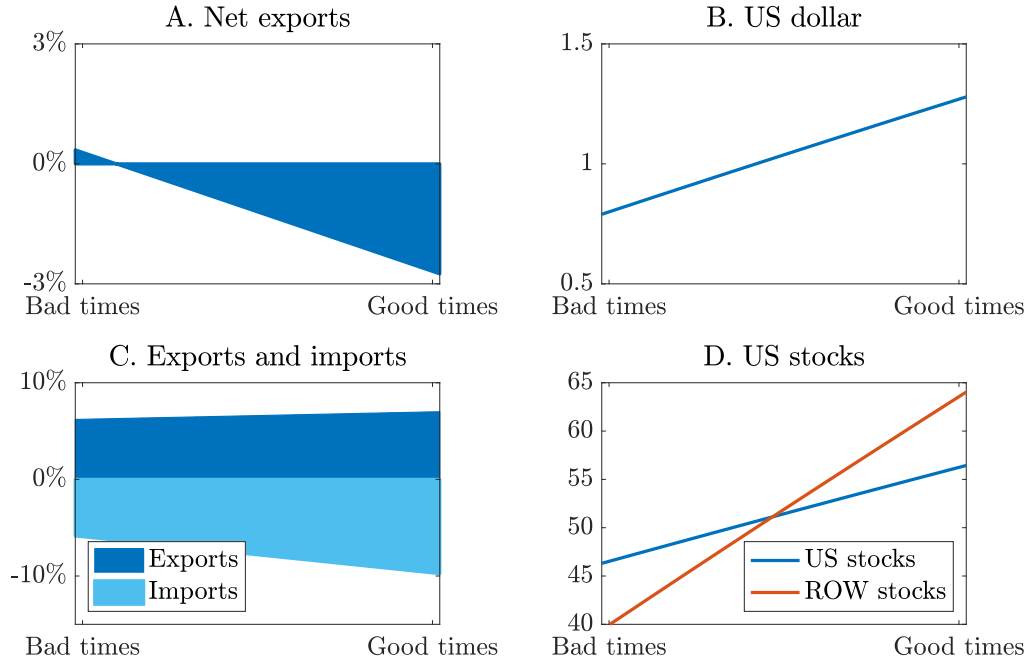 A. Net exports
3%
0%
-3%
Bad times
Good times
B. US dollar
1.5
1
0.5
Bad times
Good times
C. Exports and imports
10%
0%
-10%
Exports
Imports
Bad times
Good times
D. US stocks
65
60
55
50
45
40
US stocks
ROW stocks
Bad times
Good times